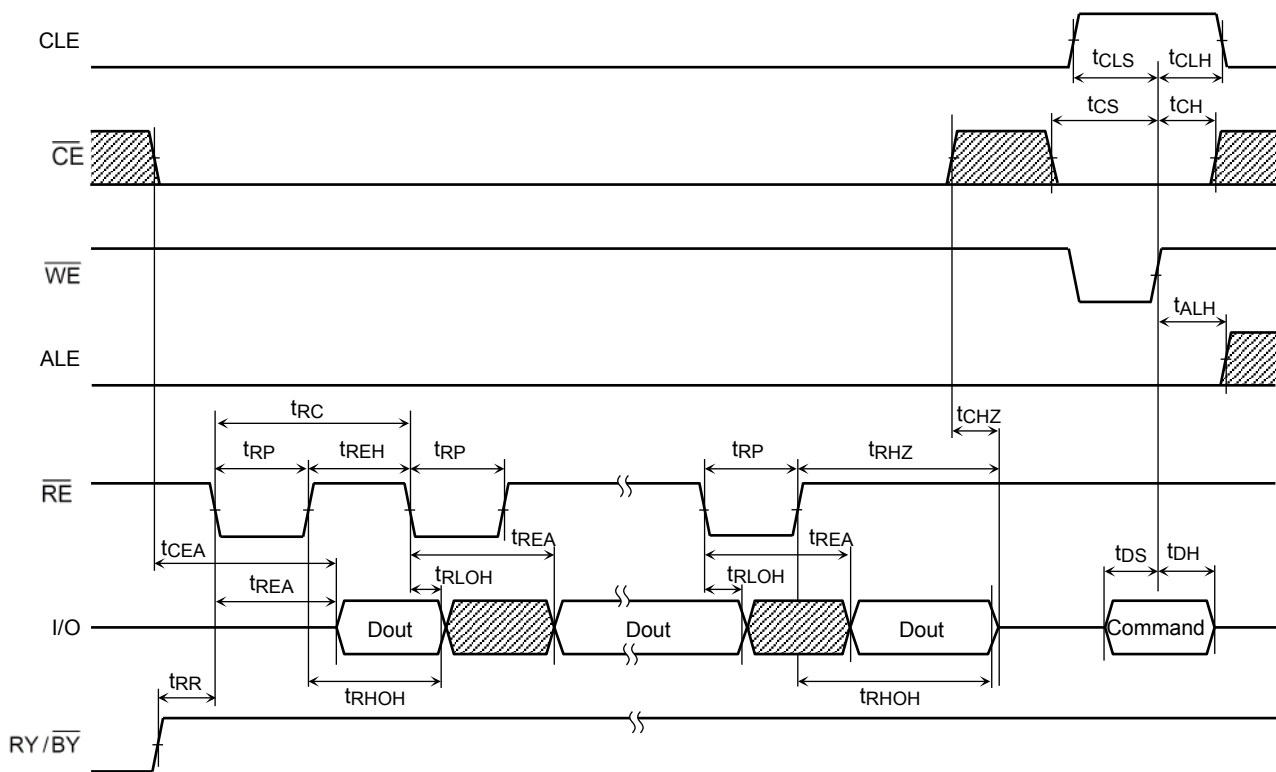 CLE
tCLS tCLH
tCS tCH
CE
WE
tALH
ALE
tRC
tCHZ
tRP tREH tRP tRP tRHZ
RE
tCEA tREA tREA
tREA tRLOH tRLOH tDS tDH
I/O Dout Dout Dout Command
tRR tRHOH tRHOH
RY/BY